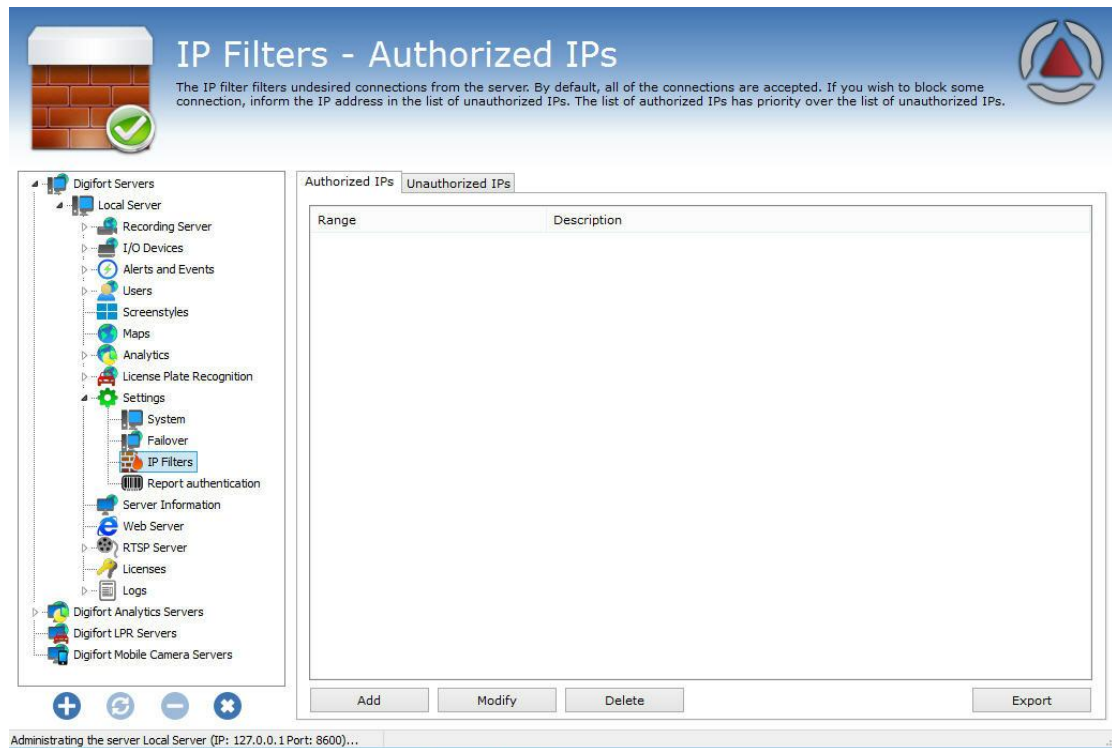 IP Filters - Authorized IPs
The IP filter filters undesired connections from the server. By default, all of the connections are accepted. If you wish to block some
connection, inform the IP address in the list of unauthorized IPs. The list of authorized IPs has priority over the list of unauthorized IPs.
Digifort Servers
Local Server
Recording Server
I/O Devices
Alerts and Events
Users
Screenstyles
Maps
Analytics
License Plate Recognition
Settings
System
Failover
IP Filters
Report authentication
Server Information
Web Server
RTSP Server
Licenses
Logs
Digifort Analytics Servers
Digifort LPR Servers
Digifort Mobile Camera Servers
Authorized IPs Unauthorized IPs
Range Description
Add Modify Delete Export
Administrating the server Local Server (IP: 127.0.0.1 Port: 8600)...